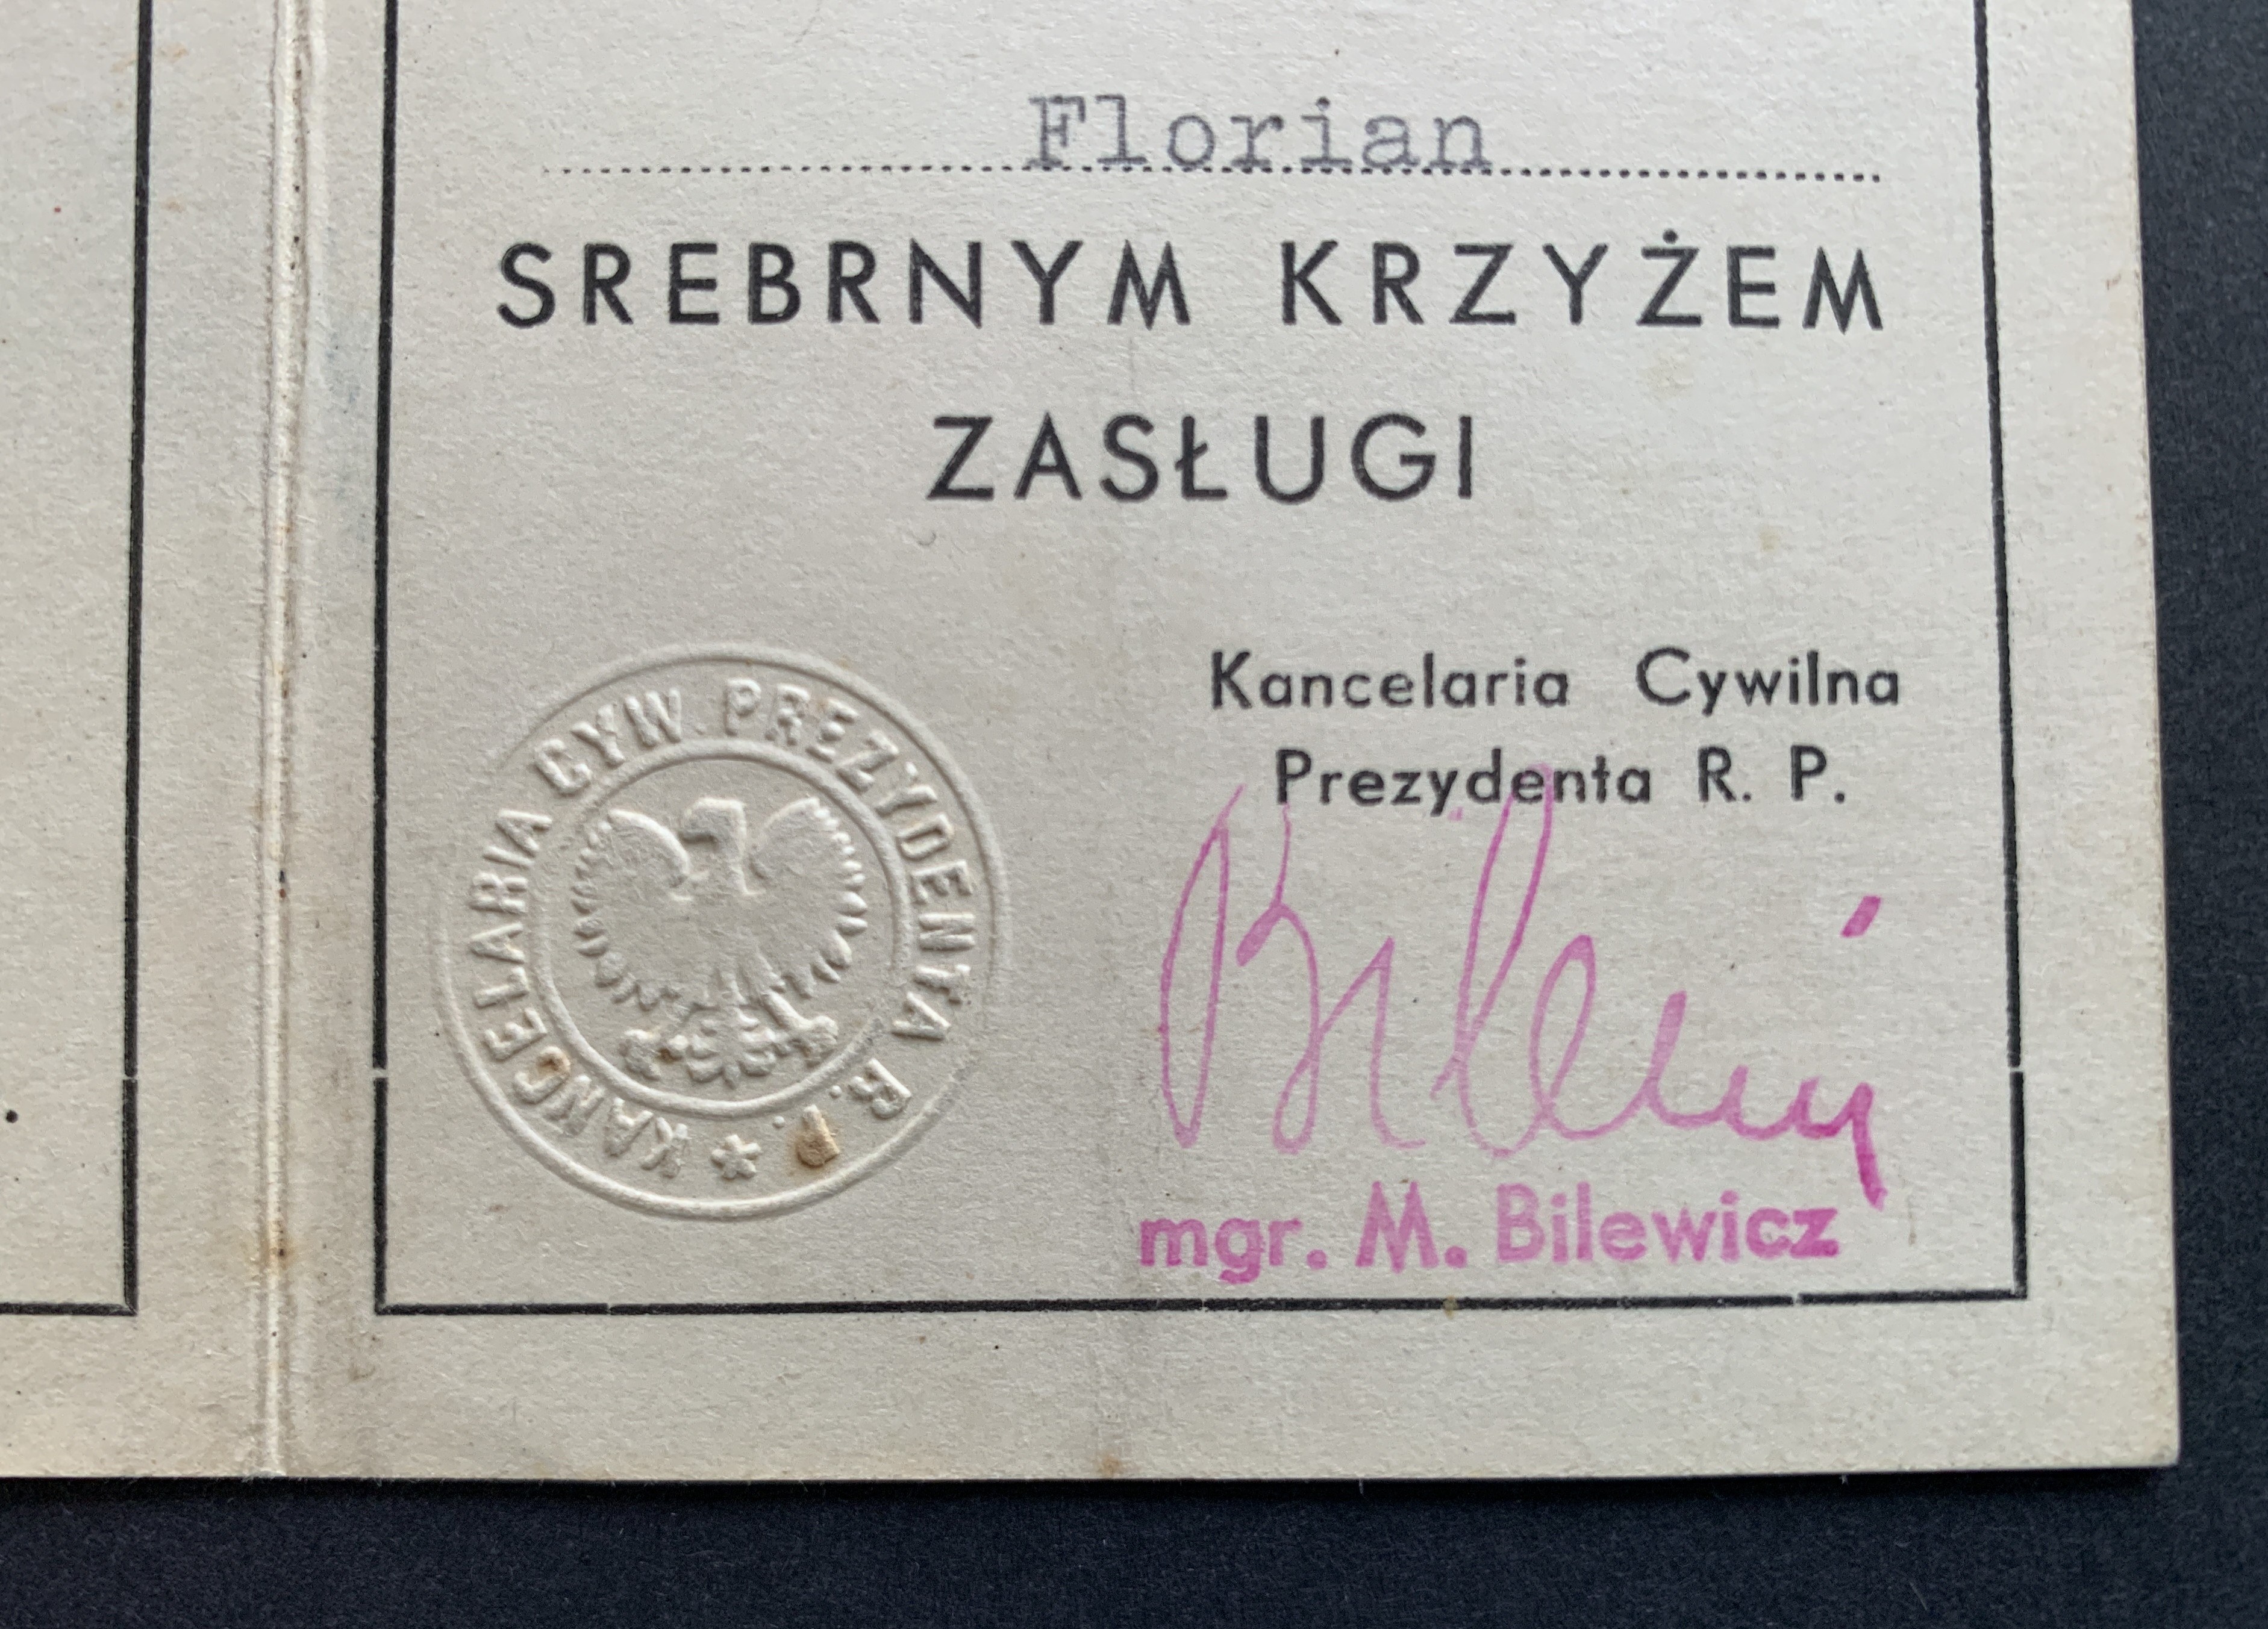 Florian
SREBRNYM KRZYŻEM
ZASŁUGI
Kancelaria Cywilna
Prezydenta R. P.
KANCELARIA CYW. PREZYDENTA R. P. *
mgr. M. Bilewicz